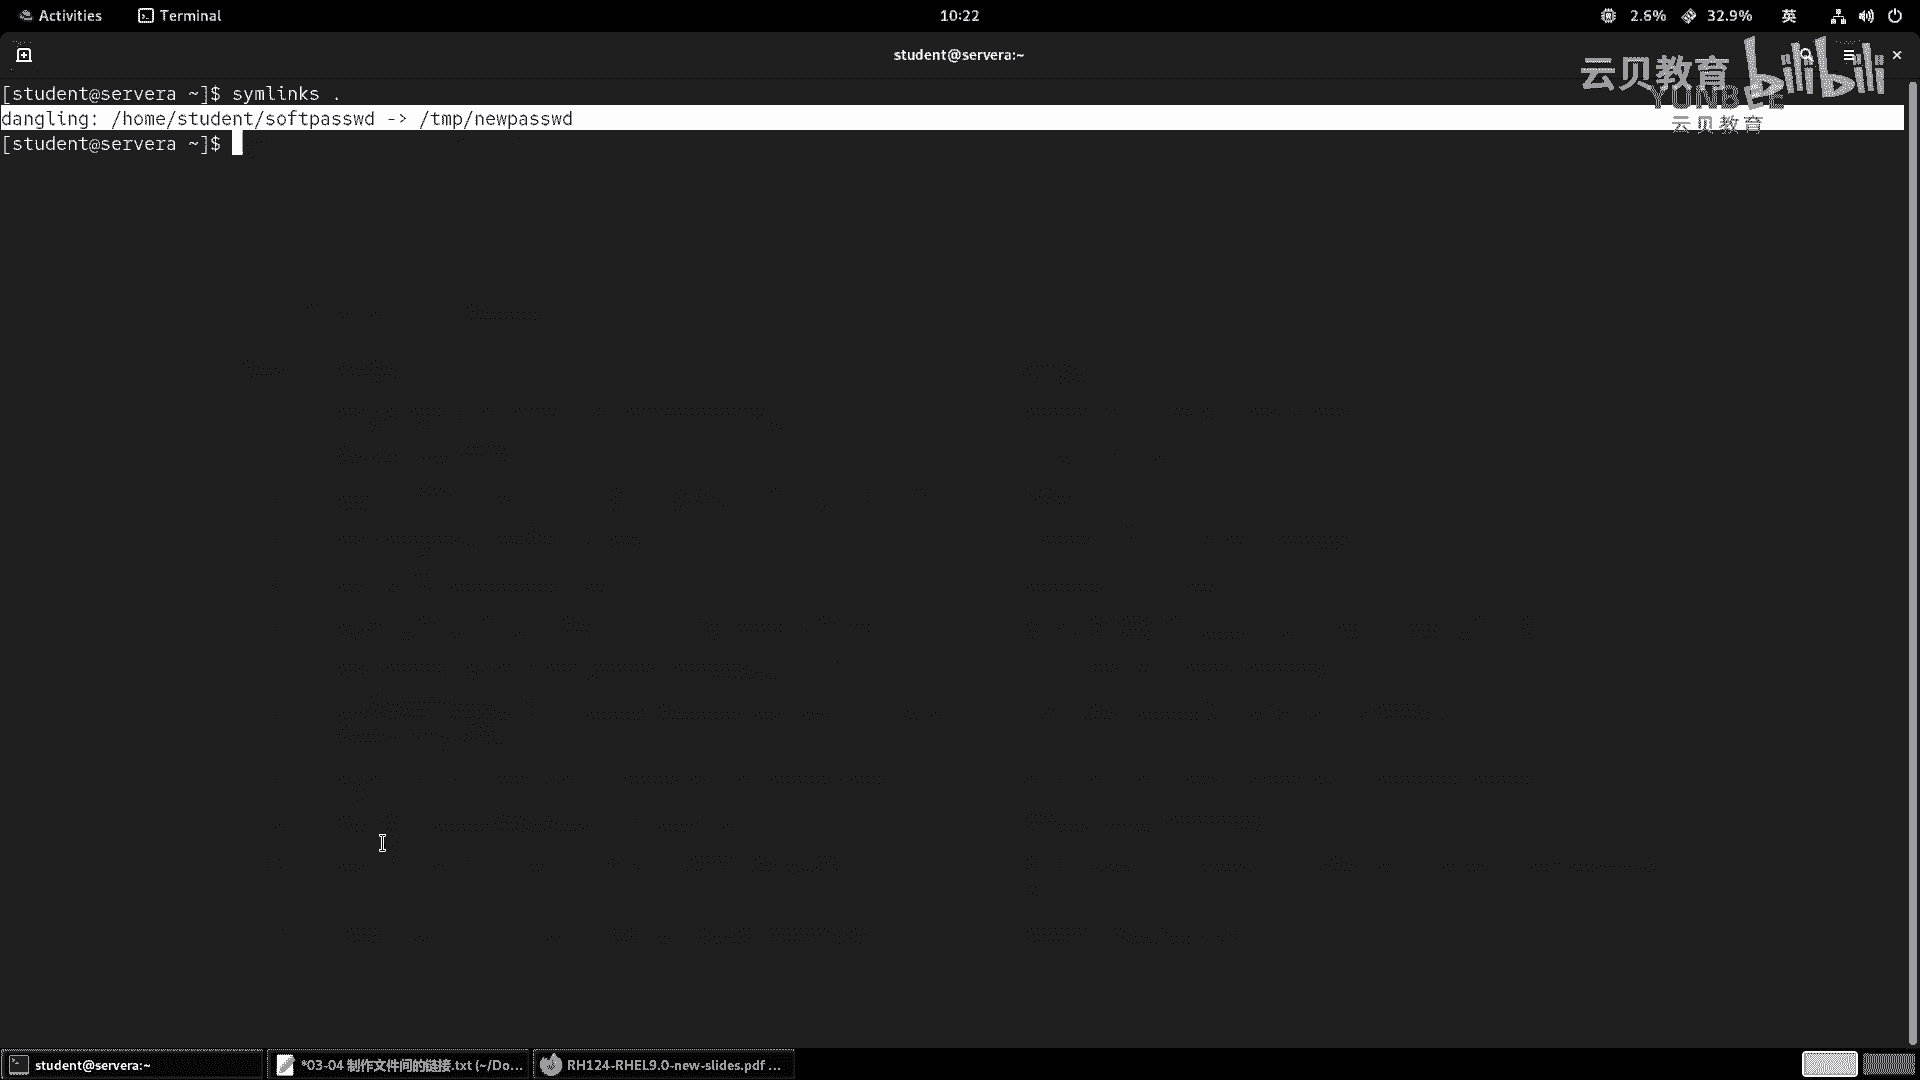 Activities
Terminal
10:22
2.6%
32.9%
英
student@servera:~
云贝教育
bilibili
YUNBEE
云贝教育
[student@servera ~]$ symlinks .
dangling: /home/student/softpasswd -> /tmp/newpasswd
[student@servera ~]$
student@servera:~
*03-04 制作文件间的链接.txt (~/Do...
RH124-RHEL9.0-new-slides.pdf ...